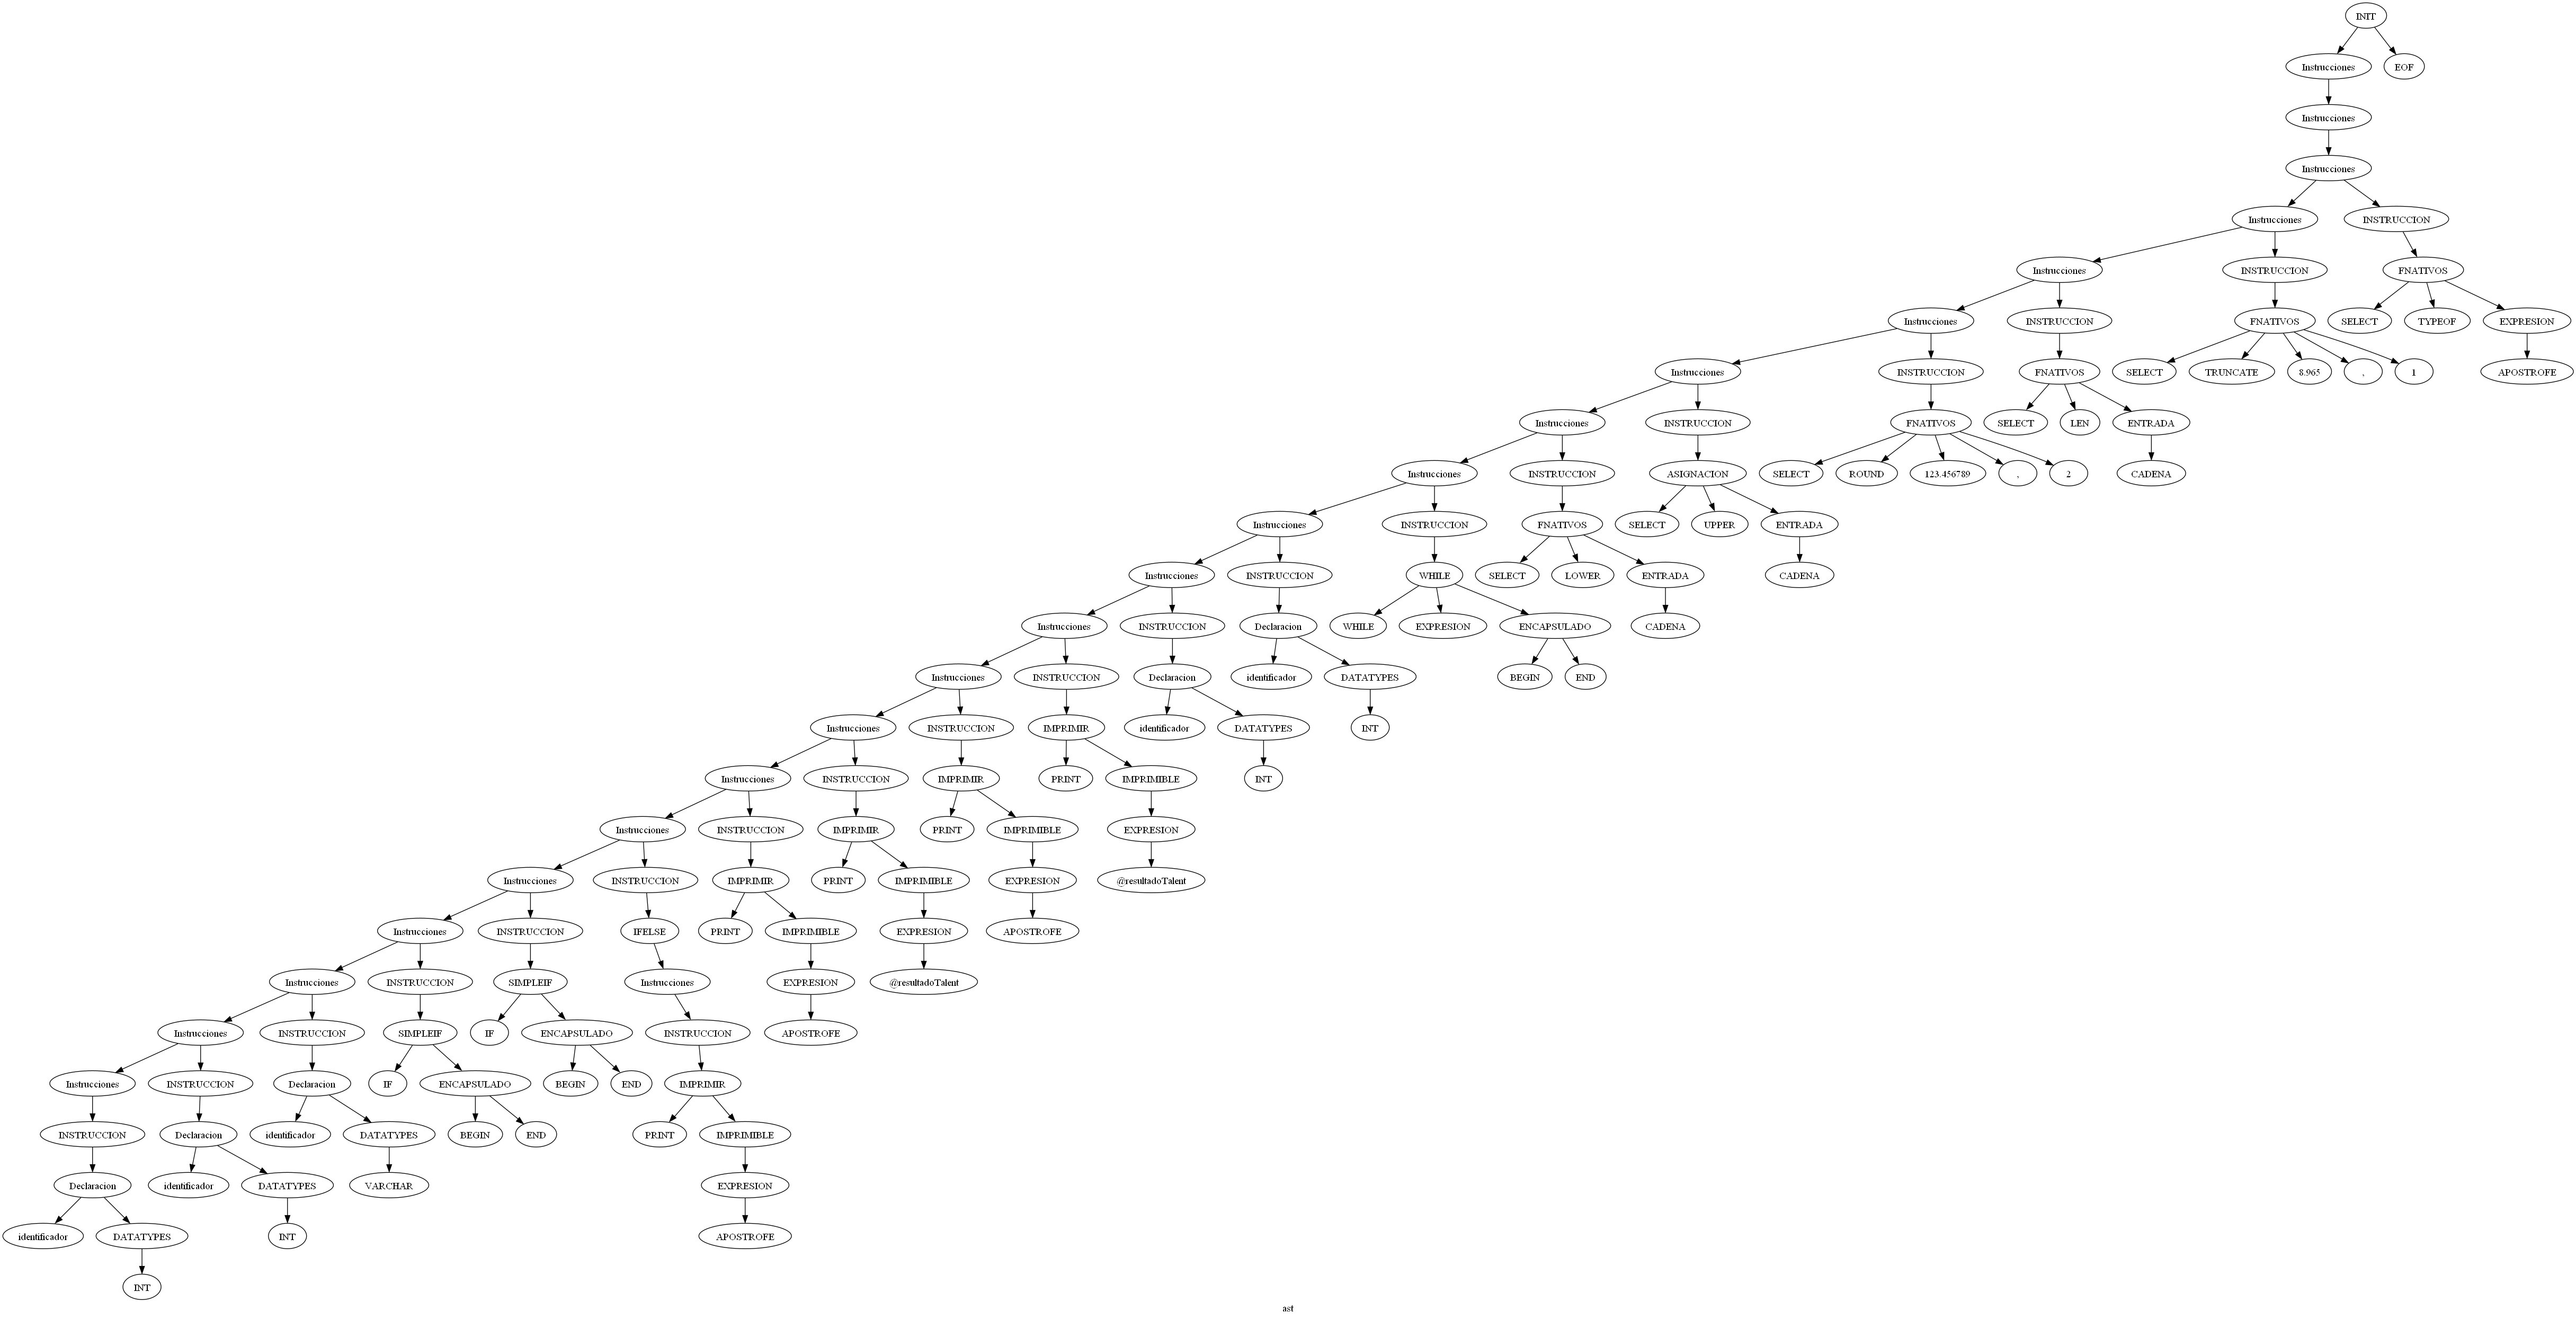 INIT
Instrucciones EOF
Instrucciones
Instrucciones
Instrucciones INSTRUCCION
Instrucciones INSTRUCCION FNATIVOS
Instrucciones INSTRUCCION FNATIVOS SELECT TYPEOF EXPRESION
Instrucciones INSTRUCCION FNATIVOS SELECT TRUNCATE 8.965 , 1 APOSTROFE
Instrucciones INSTRUCCION FNATIVOS SELECT LEN ENTRADA
Instrucciones INSTRUCCION ASIGNACION SELECT ROUND 123.456789 , 2 CADENA
Instrucciones INSTRUCCION FNATIVOS SELECT UPPER ENTRADA
Instrucciones INSTRUCCION WHILE SELECT LOWER ENTRADA CADENA
Instrucciones INSTRUCCION Declaracion WHILE EXPRESION ENCAPSULADO CADENA
Instrucciones INSTRUCCION Declaracion identificador DATATYPES BEGIN END
Instrucciones INSTRUCCION IMPRIMIR identificador DATATYPES INT
Instrucciones INSTRUCCION IMPRIMIR PRINT IMPRIMIBLE INT
Instrucciones INSTRUCCION IMPRIMIR PRINT IMPRIMIBLE EXPRESION
Instrucciones INSTRUCCION IMPRIMIR PRINT IMPRIMIBLE EXPRESION @resultadoTalent
Instrucciones INSTRUCCION IFELSE PRINT IMPRIMIBLE EXPRESION APOSTROFE
Instrucciones INSTRUCCION SIMPLEIF Instrucciones EXPRESION @resultadoTalent
Instrucciones INSTRUCCION SIMPLEIF IF ENCAPSULADO INSTRUCCION APOSTROFE
Instrucciones INSTRUCCION Declaracion IF ENCAPSULADO BEGIN END IMPRIMIR
INSTRUCCION Declaracion identificador DATATYPES BEGIN END PRINT IMPRIMIBLE
Declaracion identificador DATATYPES VARCHAR EXPRESION
identificador DATATYPES INT APOSTROFE
INT
ast